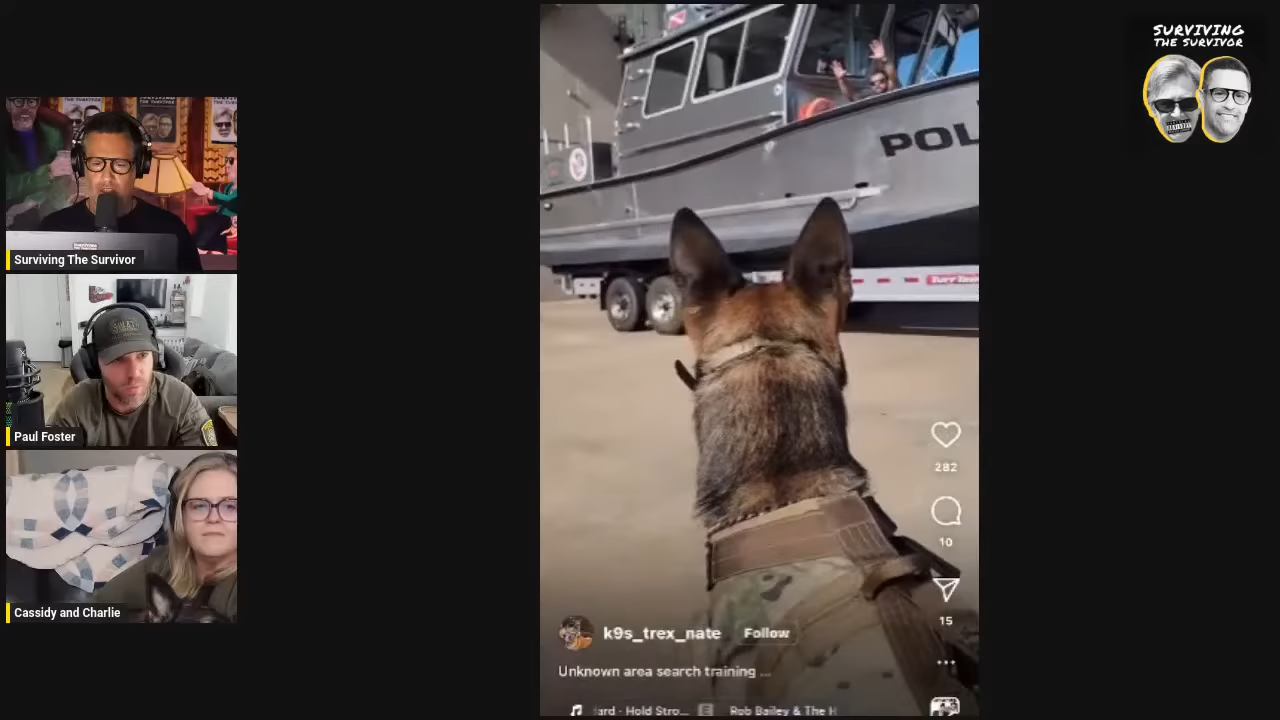 SURVIVING
THE SURVIVOR
POL
Surviving The Survivor
Paul Foster
Cassidy and Charlie
282
10
15
k9s_trex_nate
Follow
Unknown area search training ...
ard - Hold Stro...
E
Rob Bailey & The H